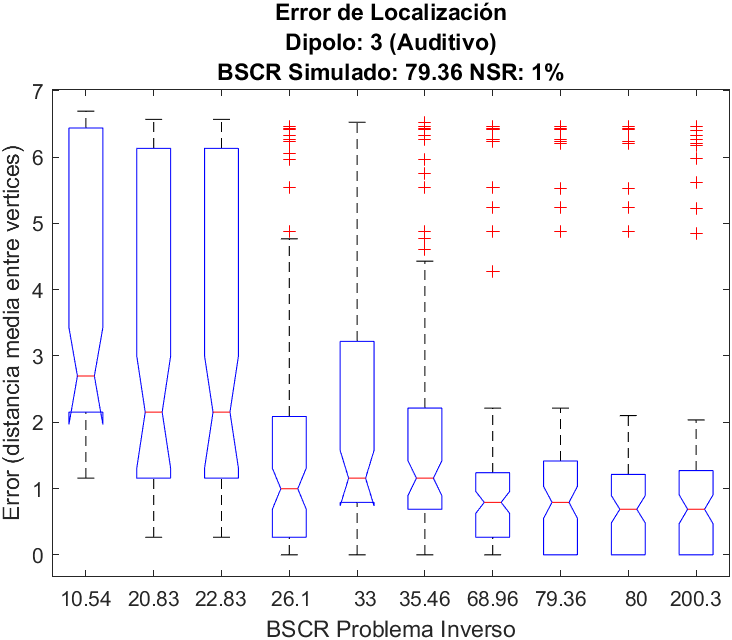 Error de Localización
Dipolo: 3 (Auditivo)
BSCR Simulado: 79.36 NSR: 1%
Error (distancia media entre vertices)
7
6
5
4
3
2
1
0
10.54 20.83 22.83 26.1 33 35.46 68.96 79.36 80 200.3
BSCR Problema Inverso